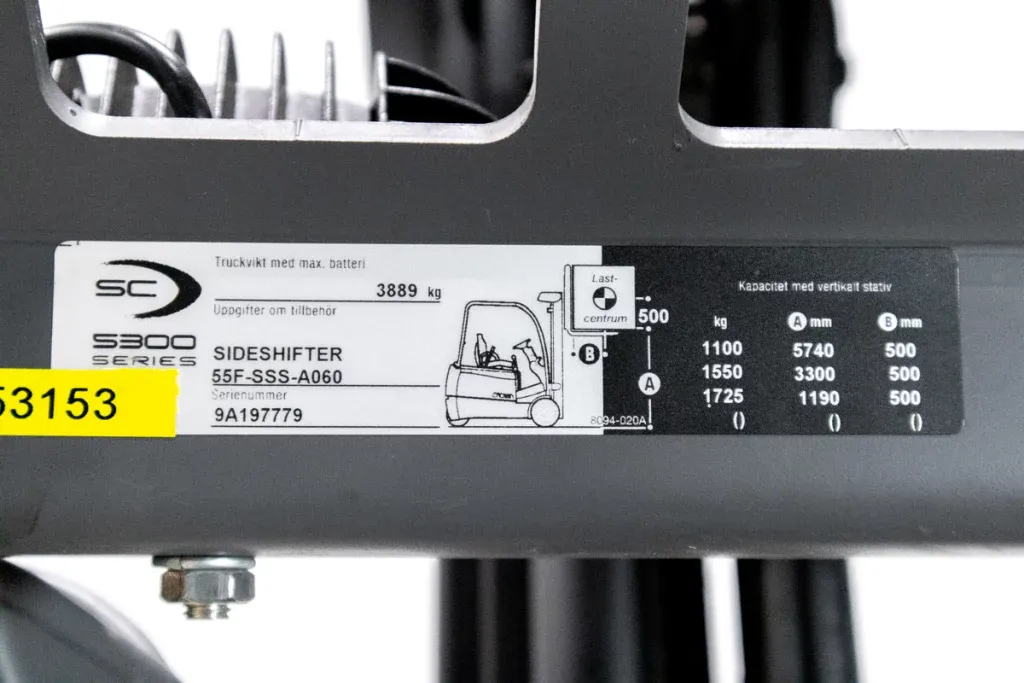 SC
5300
SERIES
53153
Truckvikt med max. batteri
3889 kg
Uppgifter om tillbehör
SIDESHIFTER
55F-SSS-A060
Serienummer
9A197779
CROWN
Last-
centrum
500
B
A
8094-020A
Kapacitet med vertikalt stativ
kg A mm B mm
1100 5740 500
1550 3300 500
1725 1190 500
() () ()